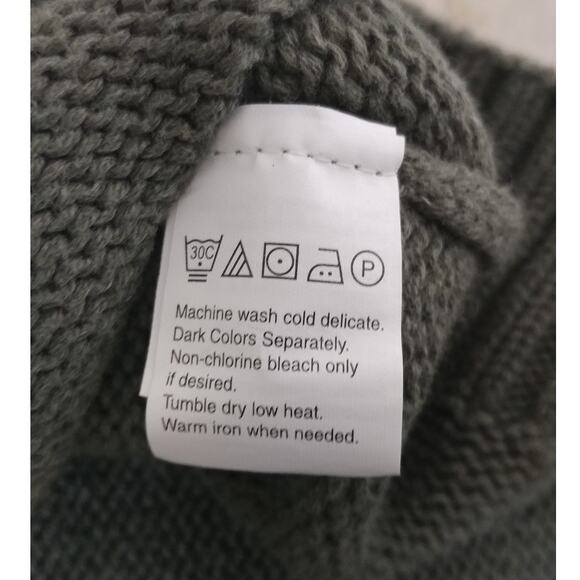 30C P
Machine wash cold delicate.
Dark Colors Separately.
Non-chlorine bleach only
if desired.
Tumble dry low heat.
Warm iron when needed.